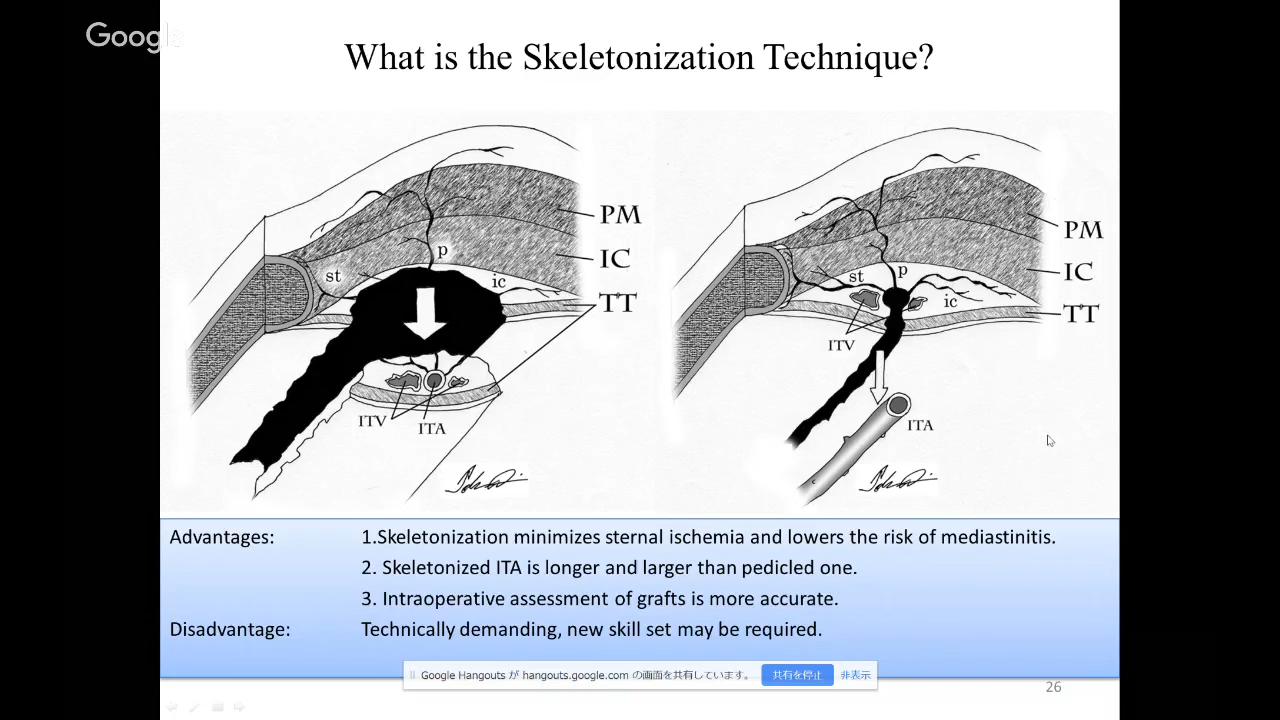 Google
What is the Skeletonization Technique?
PM
IC
TT
st
p
ic
ITV
ITA
PM
IC
TT
st
p
ic
ITV
ITA
Advantages: 1.Skeletonization minimizes sternal ischemia and lowers the risk of mediastinitis.
2. Skeletonized ITA is longer and larger than pedicled one.
3. Intraoperative assessment of grafts is more accurate.
Disadvantage: Technically demanding, new skill set may be required.
Google Hangouts が hangouts.google.com の画面を共有しています。 共有を停止 非表示
26